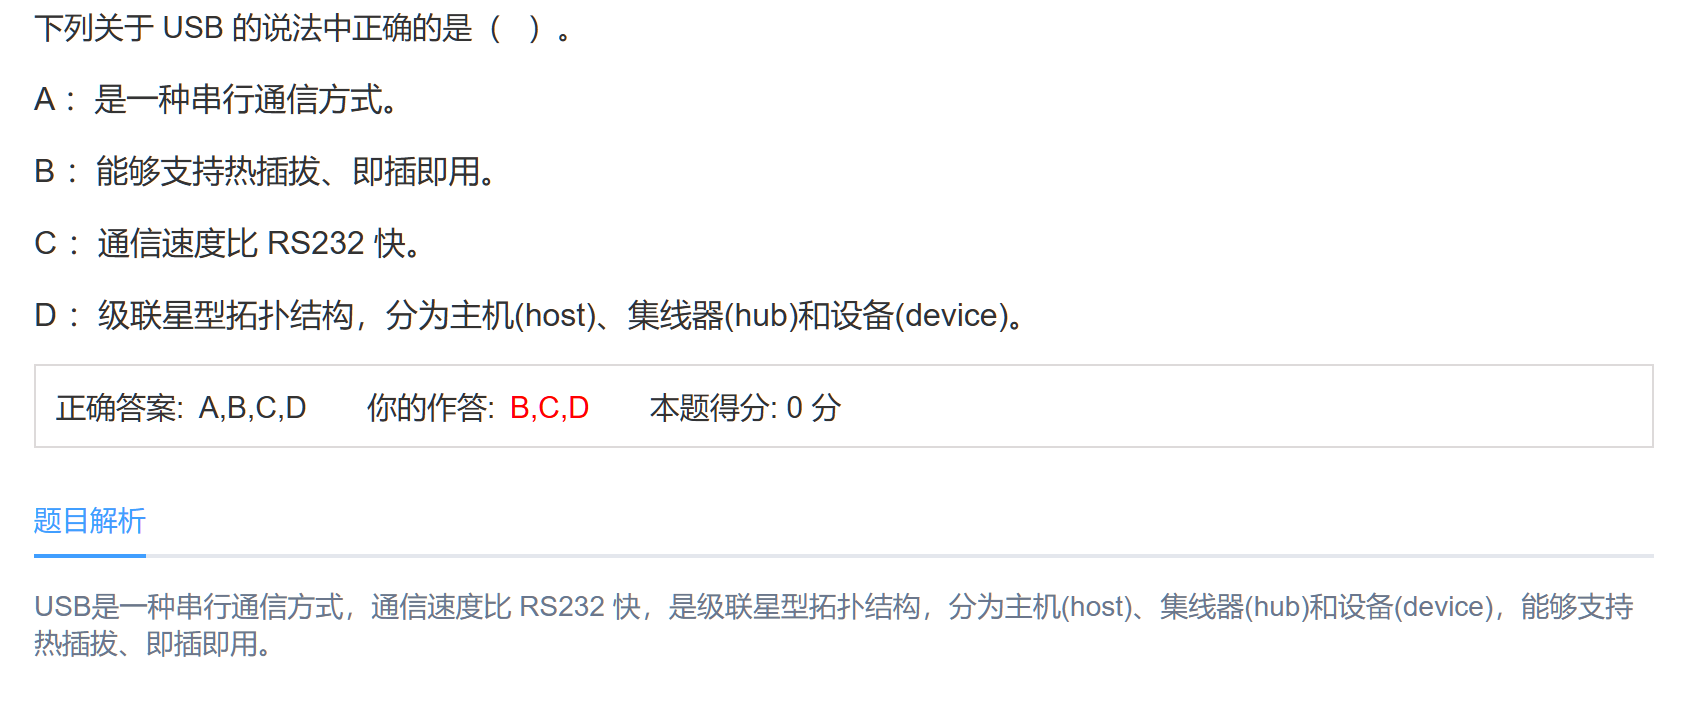 下列关于 USB 的说法中正确的是（　）。
A： 是一种串行通信方式。
B： 能够支持热插拔、即插即用。
C： 通信速度比 RS232 快。
D： 级联星型拓扑结构，分为主机(host)、集线器(hub)和设备(device)。
正确答案: A,B,C,D 你的作答: B,C,D 本题得分: 0 分
题目解析
USB是一种串行通信方式，通信速度比 RS232 快，是级联星型拓扑结构，分为主机(host)、集线器(hub)和设备(device)，能够支持
热插拔、即插即用。